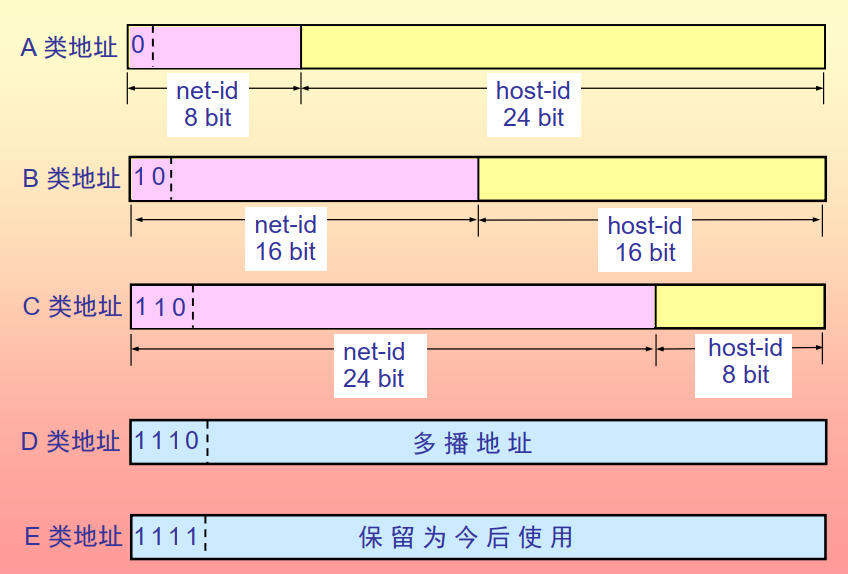 A 类地址
0
net-id
8 bit
host-id
24 bit
B 类地址
1 0
net-id
16 bit
host-id
16 bit
C 类地址
1 1 0
net-id
24 bit
host-id
8 bit
D 类地址
1 1 1 0
多 播 地 址
E 类地址
1 1 1 1
保 留 为 今 后 使 用